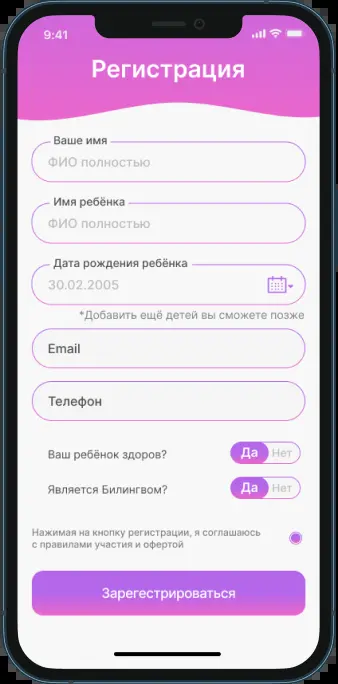 9:41
Регистрация
Ваше имя
ФИО полностью
Имя ребёнка
ФИО полностью
Дата рождения ребёнка
30.02.2005
*Добавить ещё детей вы сможете позже
Email
Телефон
Ваш ребёнок здоров? Да Нет
Является Билингвом? Да Нет
Нажимая на кнопку регистрации, я соглашаюсь
с правилами участия и офертой
Зарегестрироваться